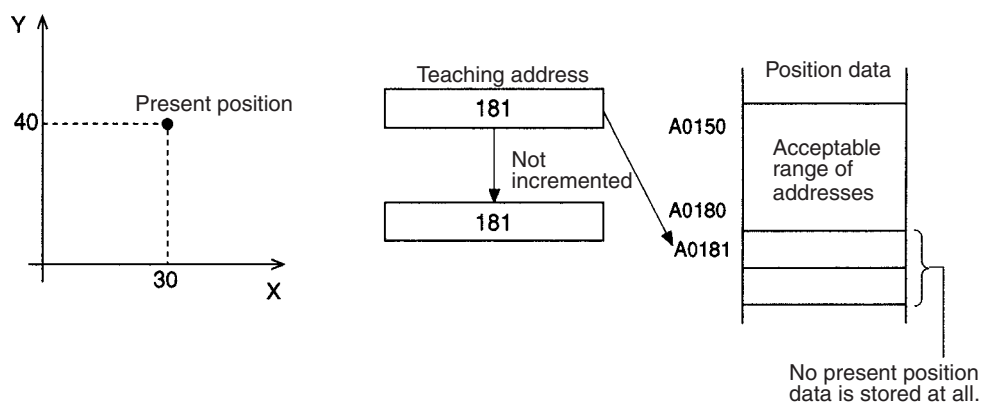 Y
40
Present position
30
X
Teaching address
181
Not
incremented
181
Position data
A0150
Acceptable
range of
addresses
A0180
A0181
No present position
data is stored at all.